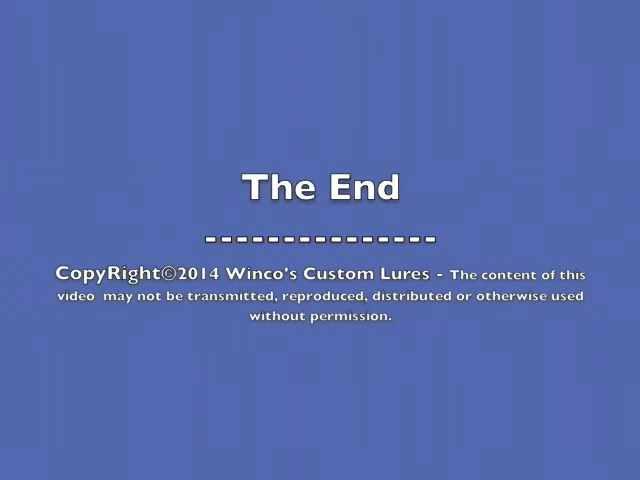 The End
---------------
CopyRight©2014 Winco's Custom Lures - The content of this
video may not be transmitted, reproduced, distributed or otherwise used
without permission.